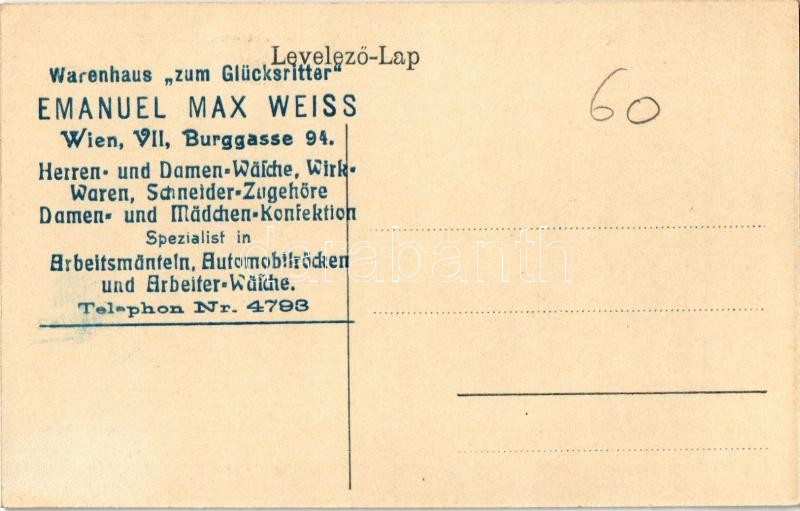 Levelező-Lap
Warenhaus „zum Glücksritter“
EMANUEL MAX WEISS
Wien, VII, Burggasse 94.
Herren- und Damen-Wäsche, Wirk-
Waren, Schneider-Zugehöre
Damen- und Mädchen-Konfektion
Spezialist in
Arbeitsmänteln, Automobilröcken
und Arbeiter-Wäsche.
Telephon Nr. 4793
60
darabanth